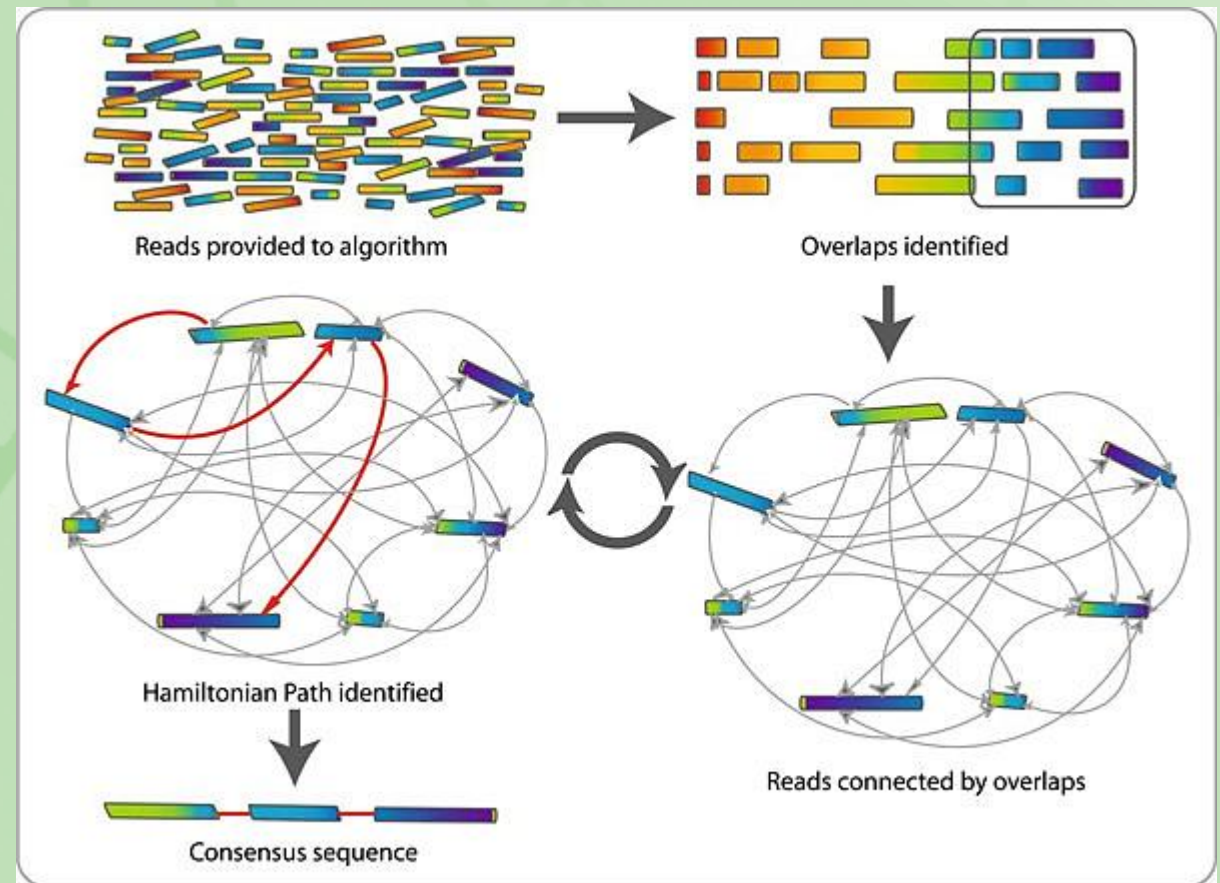 Reads provided to algorithm
Overlaps identified
Hamiltonian Path identified
Reads connected by overlaps
Consensus sequence